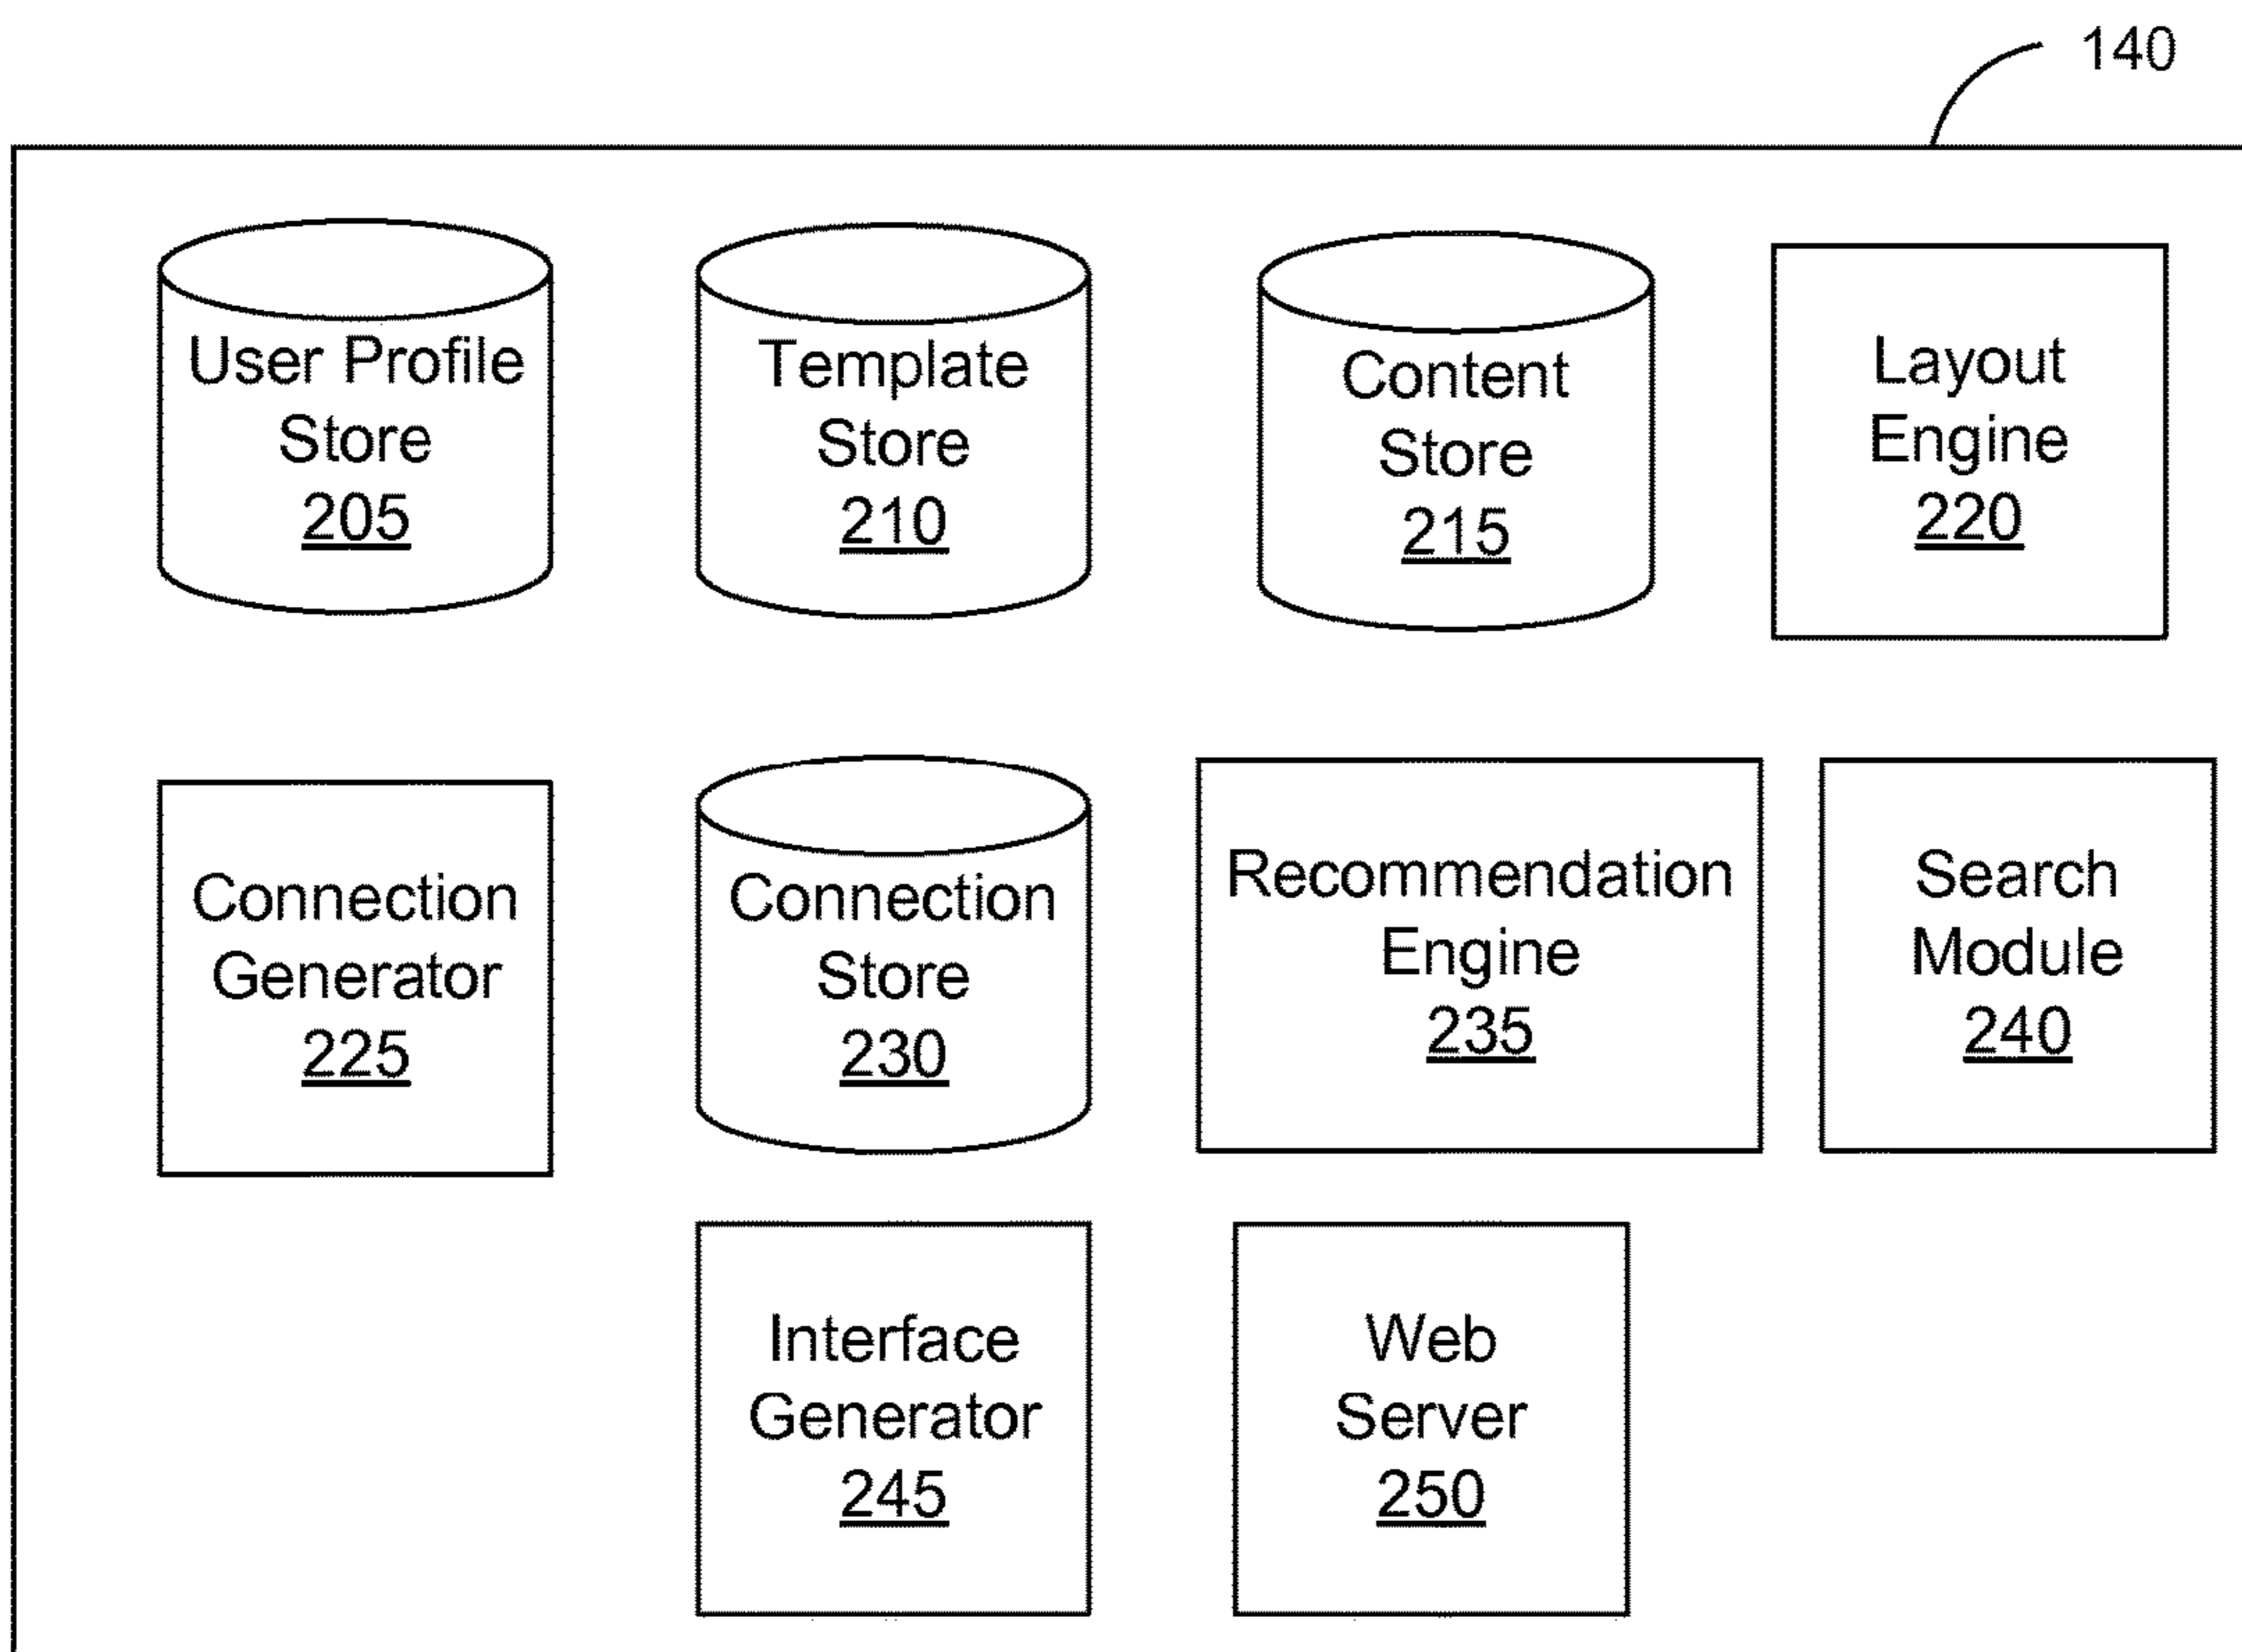 140
User Profile
Store
205
Template
Store
210
Content
Store
215
Layout
Engine
220
Connection
Generator
225
Connection
Store
230
Recommendation
Engine
235
Search
Module
240
Interface
Generator
245
Web
Server
250